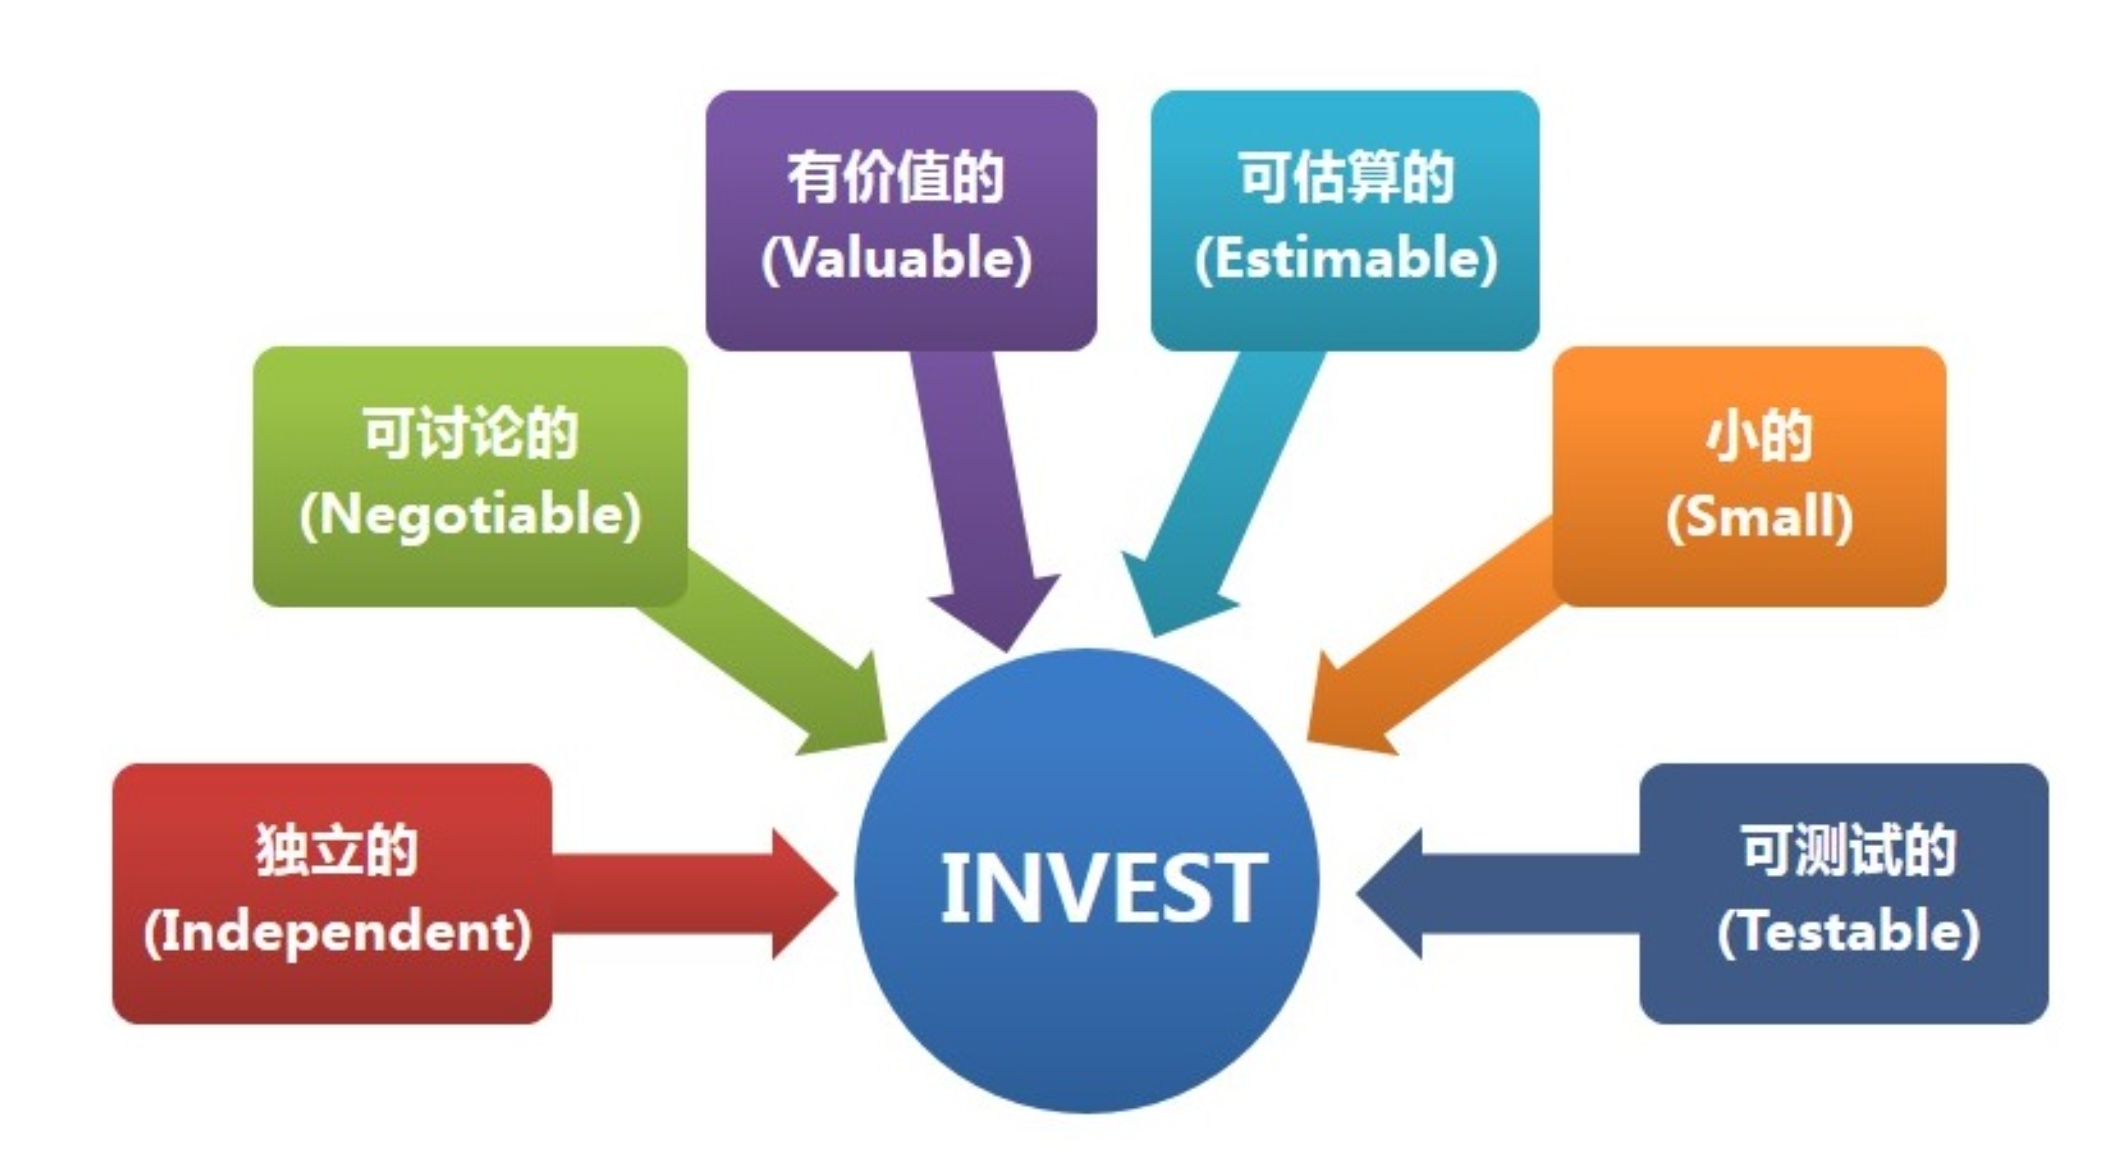 有价值的
(Valuable)
可估算的
(Estimable)
可讨论的
(Negotiable)
小的
(Small)
独立的
(Independent)
INVEST
可测试的
(Testable)